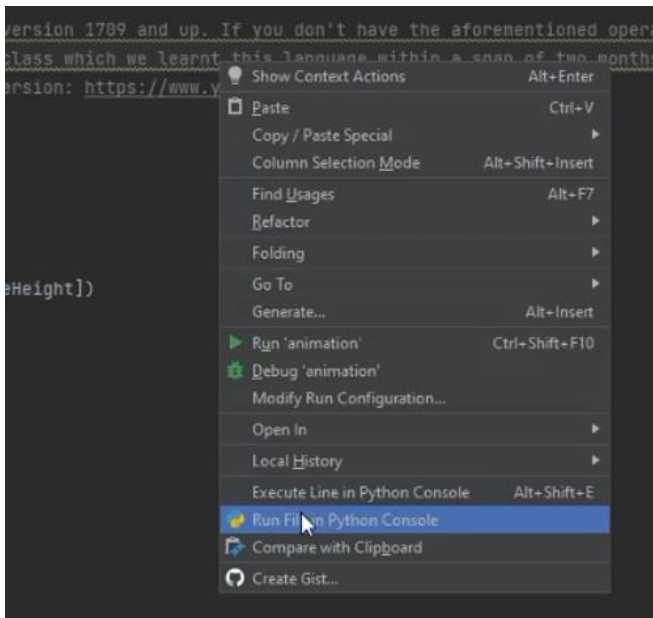 version 1709 and up. If you don't have the aforementioned opera
class which we learnt this language within a span of two months
ersion: https://www.y
Show Context Actions Alt+Enter
Paste Ctrl+V
Copy / Paste Special
Column Selection Mode Alt+Shift+Insert
Find Usages Alt+F7
Refactor
Folding
Go To
eHeight])
Generate... Alt+Insert
Run 'animation' Ctrl+Shift+F10
Debug 'animation'
Modify Run Configuration...
Open In
Local History
Execute Line in Python Console Alt+Shift+E
Run File in Python Console
Compare with Clipboard
Create Gist...